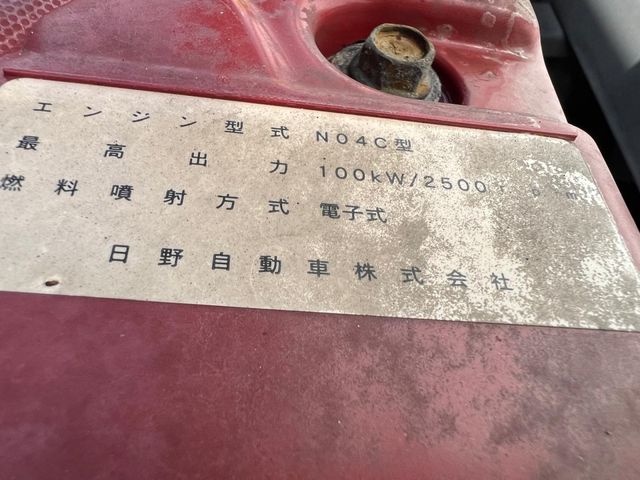 エンジン型式 N04C型
最高出力 100kW/2500rpm
燃料噴射方式 電子式
日野自動車株式会社